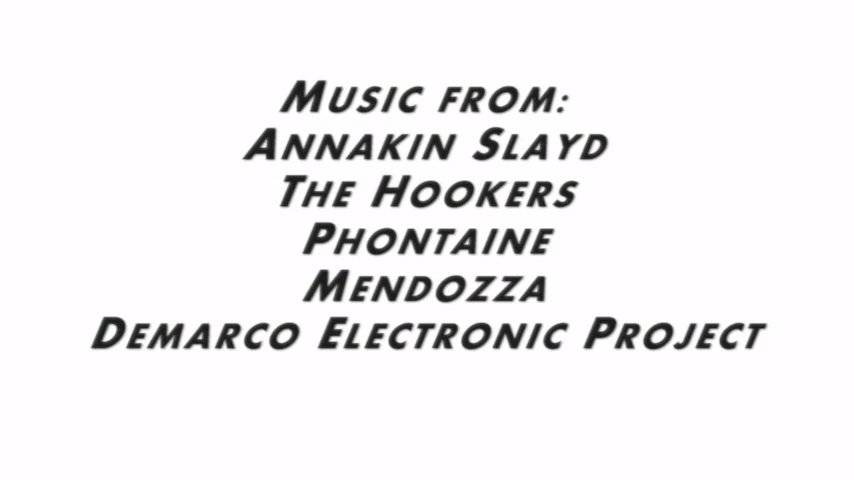 Music from:
Annakin Slayd
The Hookers
Phontaine
Mendozza
Demarco Electronic Project